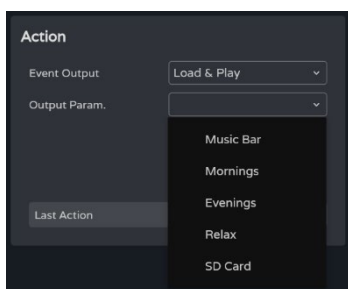 Action
Event Output Load & Play
Output Param.
Music Bar
Mornings
Evenings
Last Action
Relax
SD Card